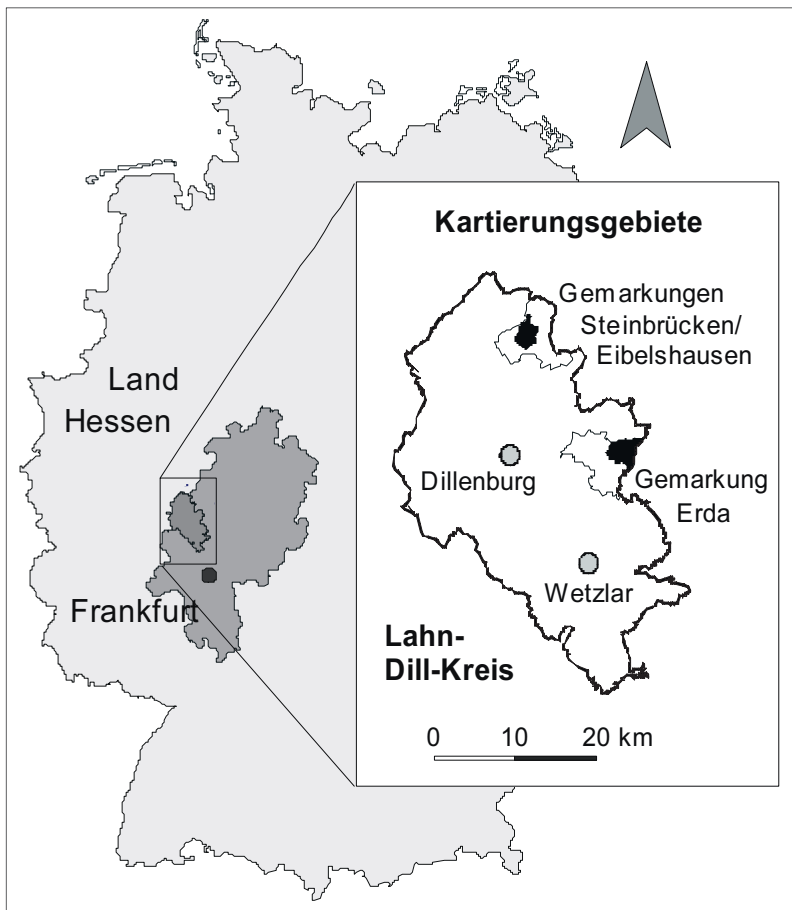 Kartierungsgebiete
Gemarkungen
Steinbrücken/
Eibelshausen
Land
Hessen
Dillenburg
Gemarkung
Erda
Wetzlar
Frankfurt
Lahn-
Dill-Kreis
0 10 20 km